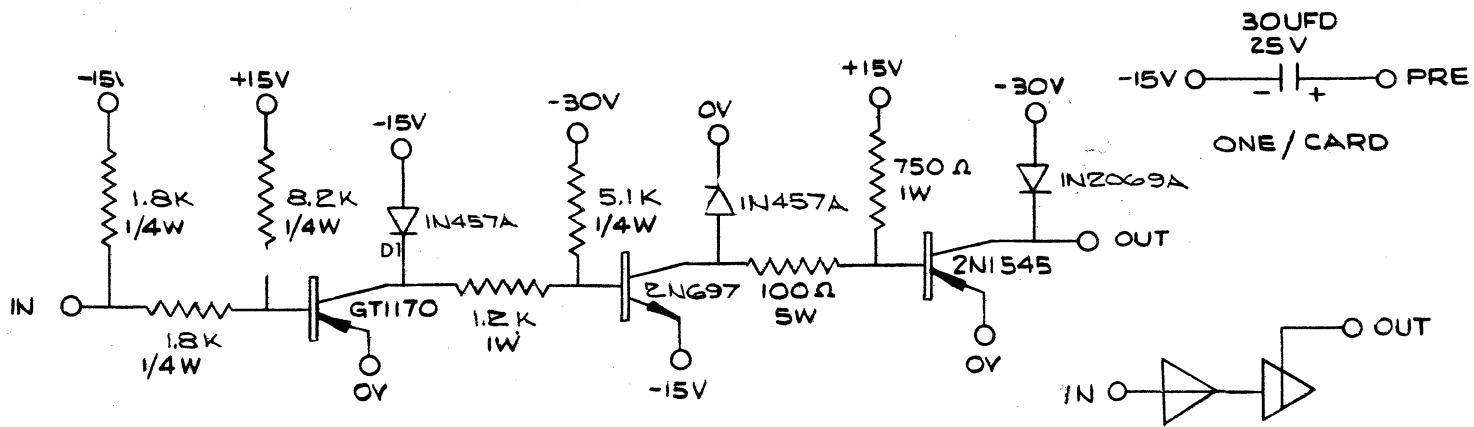 -15V
+15V
-15V
-30V
0V
+15V
-30V
30UFD
25V
-15V
- +
PRE
ONE/CARD
1.8K
1/4W
8.2K
1/4W
1N457A
D1
5.1K
1/4W
1N457A
750Ω
1W
1N2069A
OUT
IN
1.8K
1/4W
GT1170
0V
1.2K
1W
2N697
-15V
100Ω
5W
2N1545
0V
IN
OUT